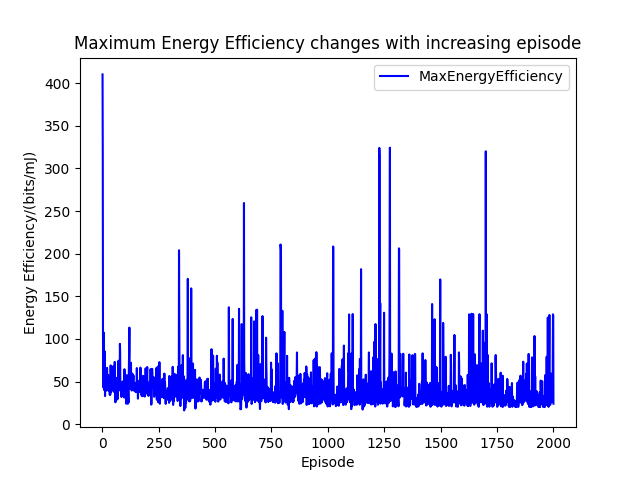 Maximum Energy Efficiency changes with increasing episode
MaxEnergyEfficiency
Energy Efficiency/(bits/mJ)
400
350
300
250
200
150
100
50
0
0 250 500 750 1000 1250 1500 1750 2000
Episode